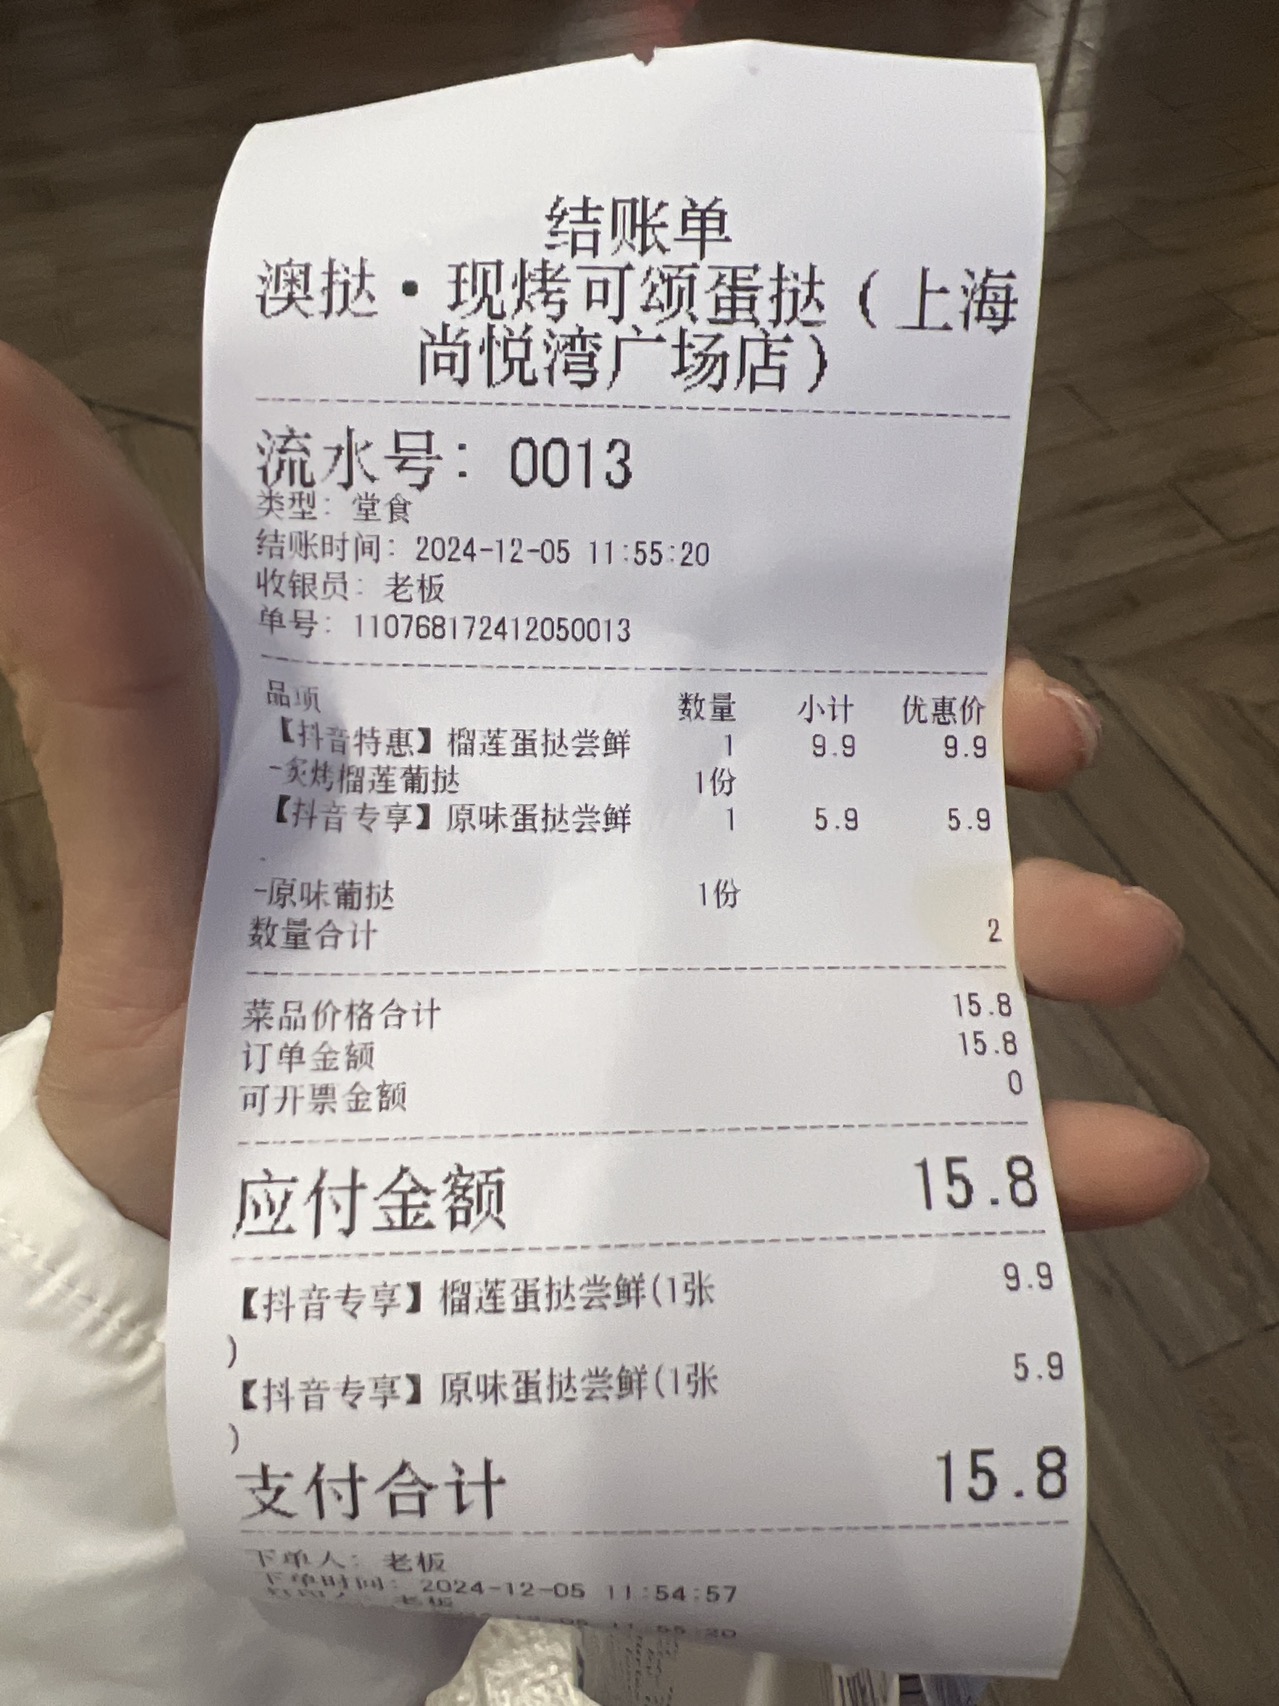 结账单
澳挞·现烤可颂蛋挞（上海
尚悦湾广场店）
流水号：0013
类型：堂食
结账时间：2024-12-05 11:55:20
收银员：老板
单号：110768172412050013
品项 数量 小计 优惠价
【抖音特惠】榴莲蛋挞尝鲜 1 9.9 9.9
-炙烤榴莲葡挞 1份
【抖音专享】原味蛋挞尝鲜 1 5.9 5.9
-原味葡挞 1份
数量合计 2
菜品价格合计 15.8
订单金额 15.8
可开票金额 0
应付金额 15.8
【抖音专享】榴莲蛋挞尝鲜(1张 9.9
)
【抖音专享】原味蛋挞尝鲜(1张 5.9
)
支付合计 15.8
下单人：老板
下单时间：2024-12-05 11:54:57
老板
11:55:20